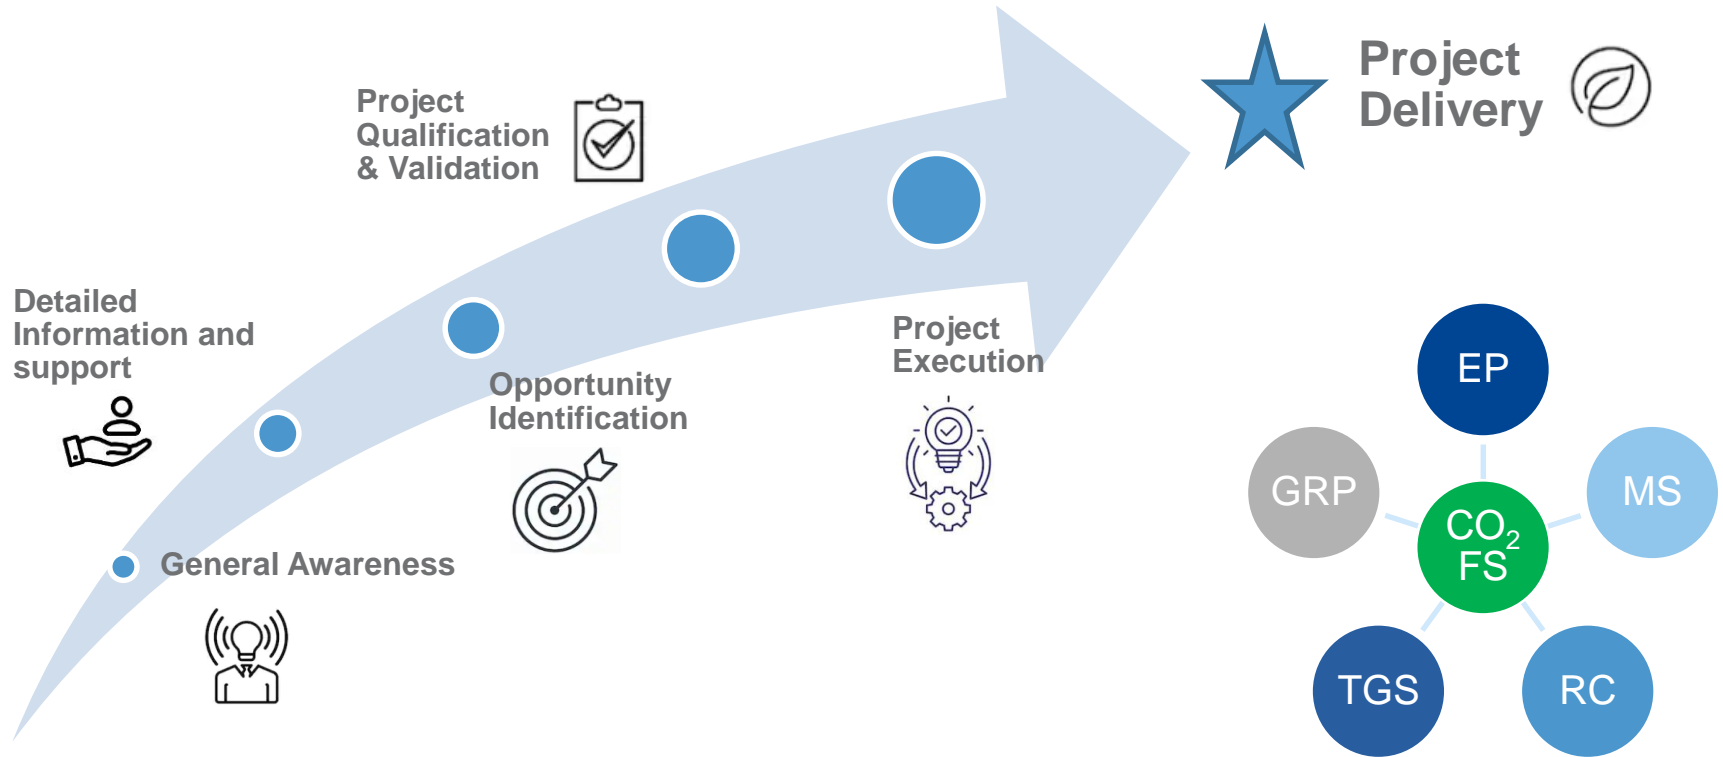 Project
Delivery
Project
Qualification
& Validation
Detailed
Information and
support
Project
Execution
Opportunity
Identification
General Awareness
EP
GRP
MS
CO₂
FS
TGS
RC